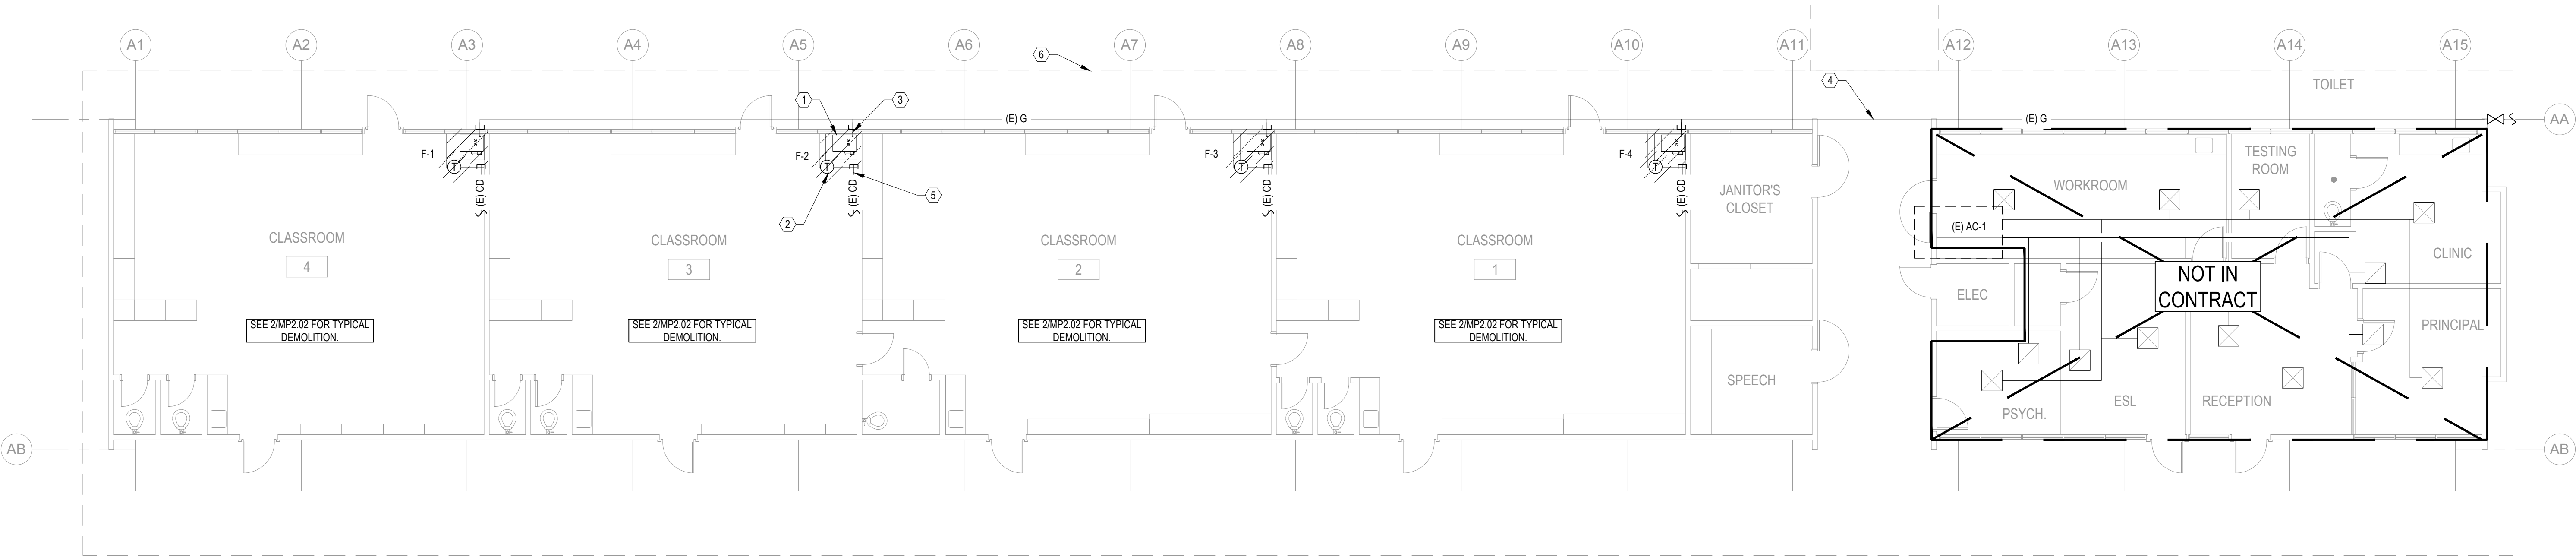 A1
A2
A3
A4
A5
A6
A7
A8
A9
A10
A11
A12
A13
A14
A15
6
4
TOILET
1
3
(E) G
(E) G
AA
F-1
F-2
F-3
F-4
T
T
T
T
(E) CD
(E) CD
(E) CD
(E) CD
5
2
JANITOR'S
CLOSET
WORKROOM
TESTING
ROOM
(E) AC-1
CLASSROOM
4
CLASSROOM
3
CLASSROOM
2
CLASSROOM
1
CLINIC
NOT IN
CONTRACT
ELEC
PRINCIPAL
SEE 2/MP2.02 FOR TYPICAL
DEMOLITION.
SEE 2/MP2.02 FOR TYPICAL
DEMOLITION.
SEE 2/MP2.02 FOR TYPICAL
DEMOLITION.
SEE 2/MP2.02 FOR TYPICAL
DEMOLITION.
SPEECH
PSYCH.
ESL
RECEPTION
AB
AB